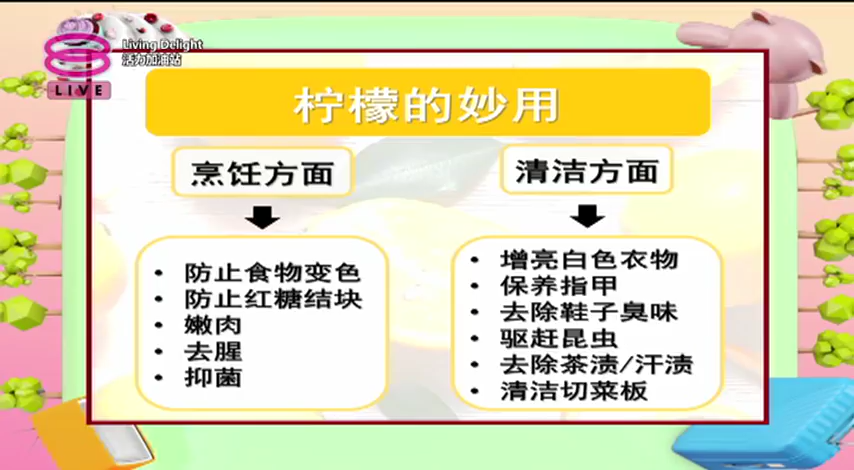 Living Delight
活力加油站
LIVE
柠檬的妙用
烹饪方面
清洁方面
• 防止食物变色
• 防止红糖结块
• 嫩肉
• 去腥
• 抑菌
• 增亮白色衣物
• 保养指甲
• 去除鞋子臭味
• 驱赶昆虫
• 去除茶渍/汗渍
• 清洁切菜板